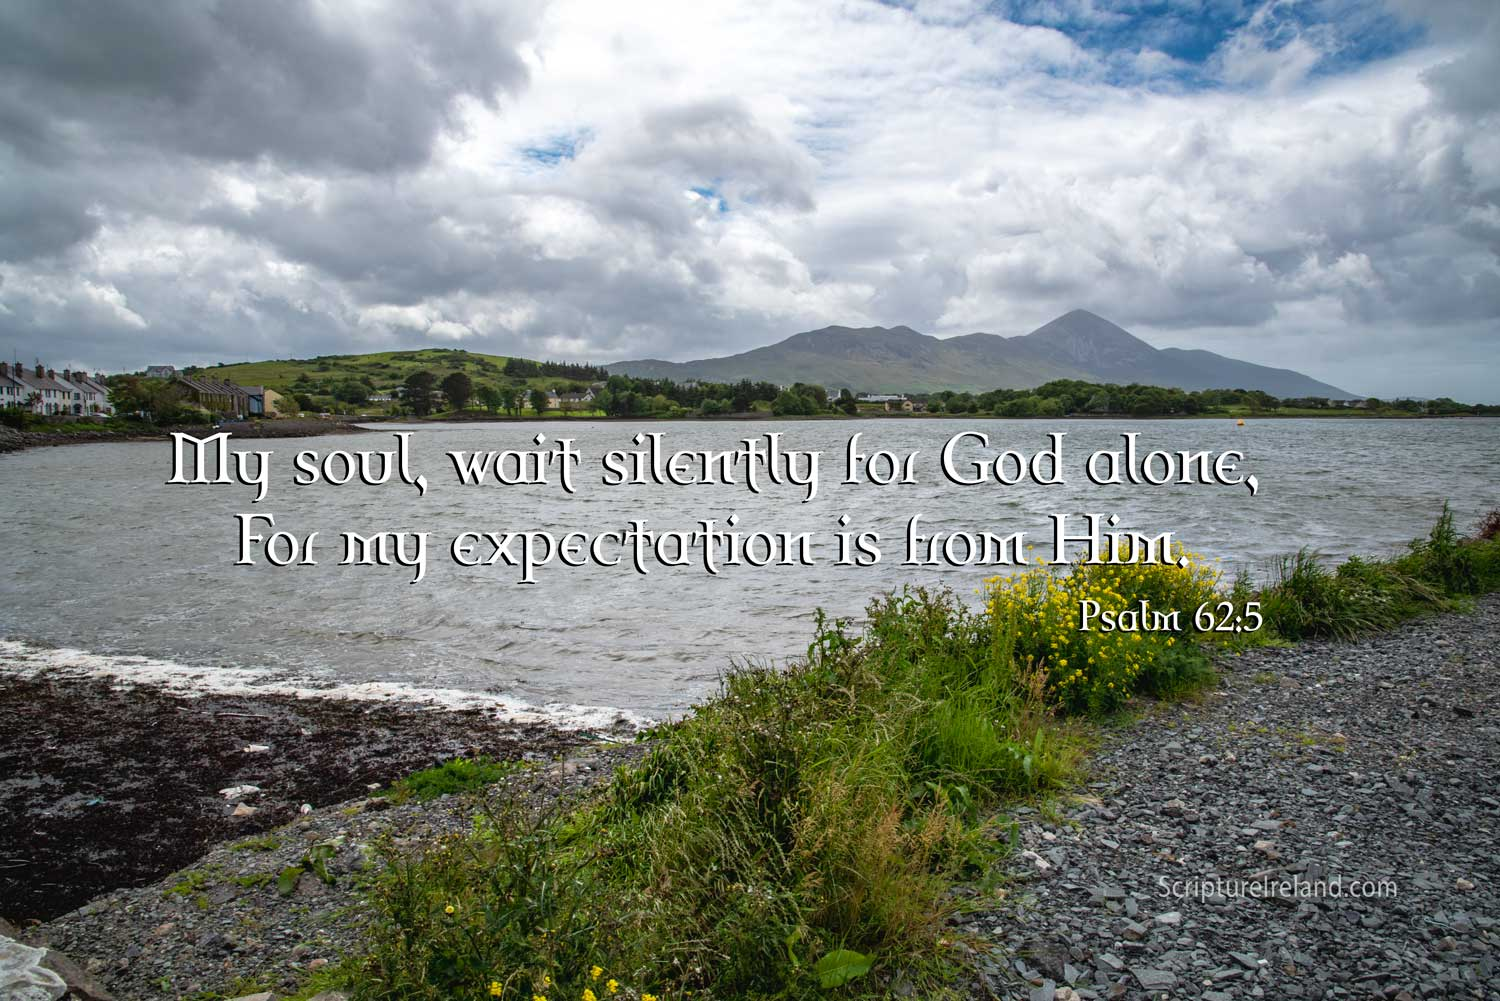 My soul, wait silently for God alone,
For my expectation is from Him.
Psalm 62:5
ScriptureIreland.com